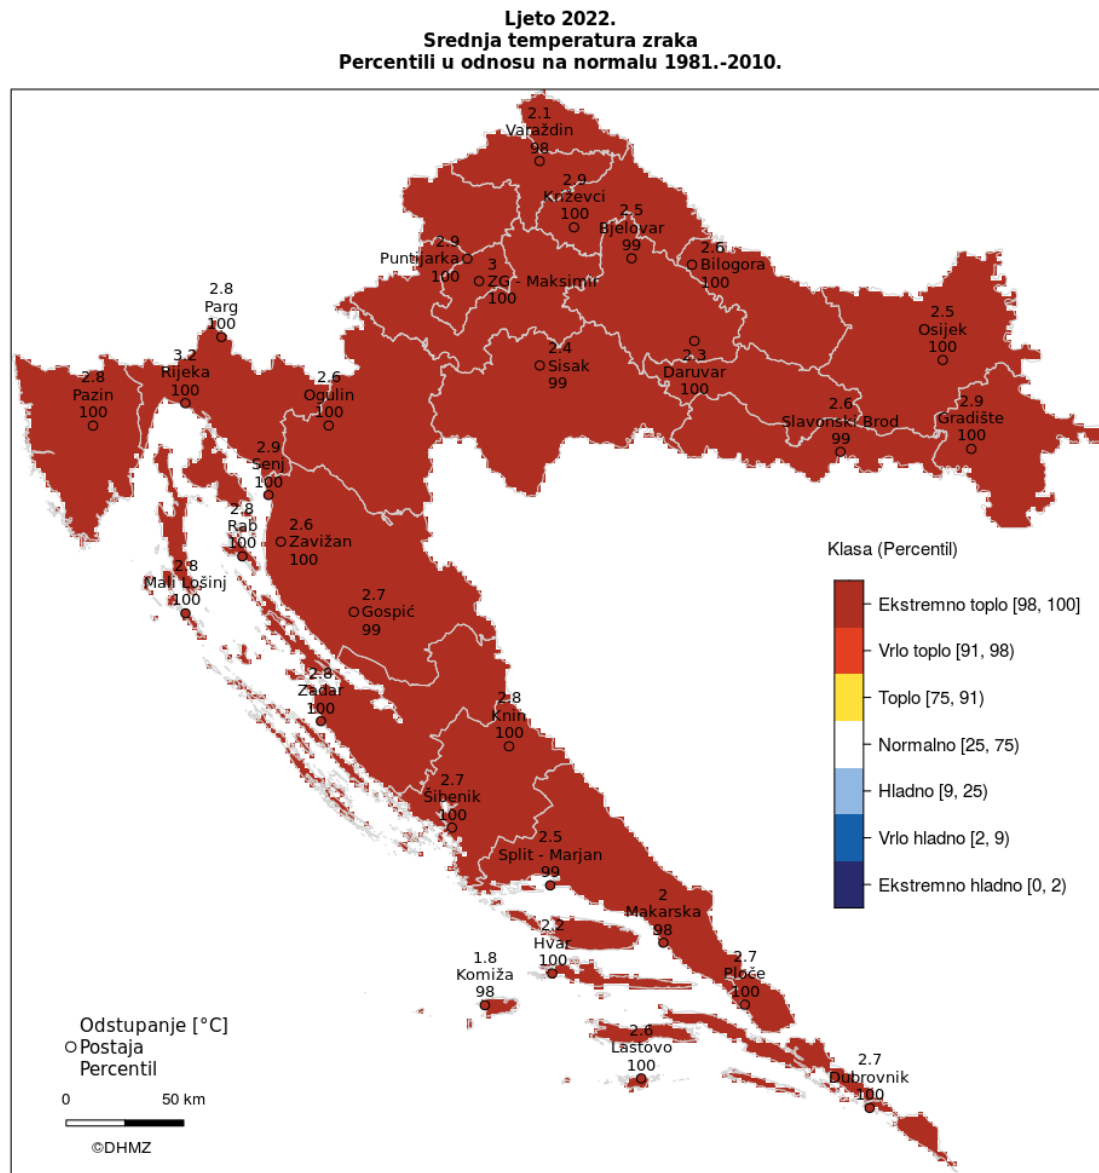 Ljeto 2022.
Srednja temperatura zraka
Percentili u odnosu na normalu 1981.-2010.
2.1
Varaždin
98
2.9
Križevci
100
2.5
Bjelovar
99
2.9
Puntijarka
100
3
ZG - Maksimir
100
2.6
Bilogora
100
2.8
Parg
100
2.5
Osijek
100
3.2
Rijeka
100
2.8
Pazin
100
2.6
Ogulin
100
2.4
Sisak
99
2.3
Daruvar
100
2.6
Slavonski Brod
99
2.9
Gradište
100
2.9
Senj
100
2.8
Rab
100
2.6
Zavižan
100
2.8
Mali Lošinj
100
2.7
Gospić
99
2.8
Zadar
100
2.8
Knin
100
2.7
Šibenik
100
2.5
Split - Marjan
99
2
Makarska
98
2.2
Hvar
100
1.8
Komiža
98
2.7
Ploče
100
2.6
Lastovo
100
2.7
Dubrovnik
100
Klasa (Percentil)
Ekstremno toplo [98, 100]
Vrlo toplo [91, 98)
Toplo [75, 91)
Normalno [25, 75)
Hladno [9, 25)
Vrlo hladno [2, 9)
Ekstremno hladno [0, 2)
Odstupanje [°C]
Postaja
Percentil
0 50 km
©DHMZ